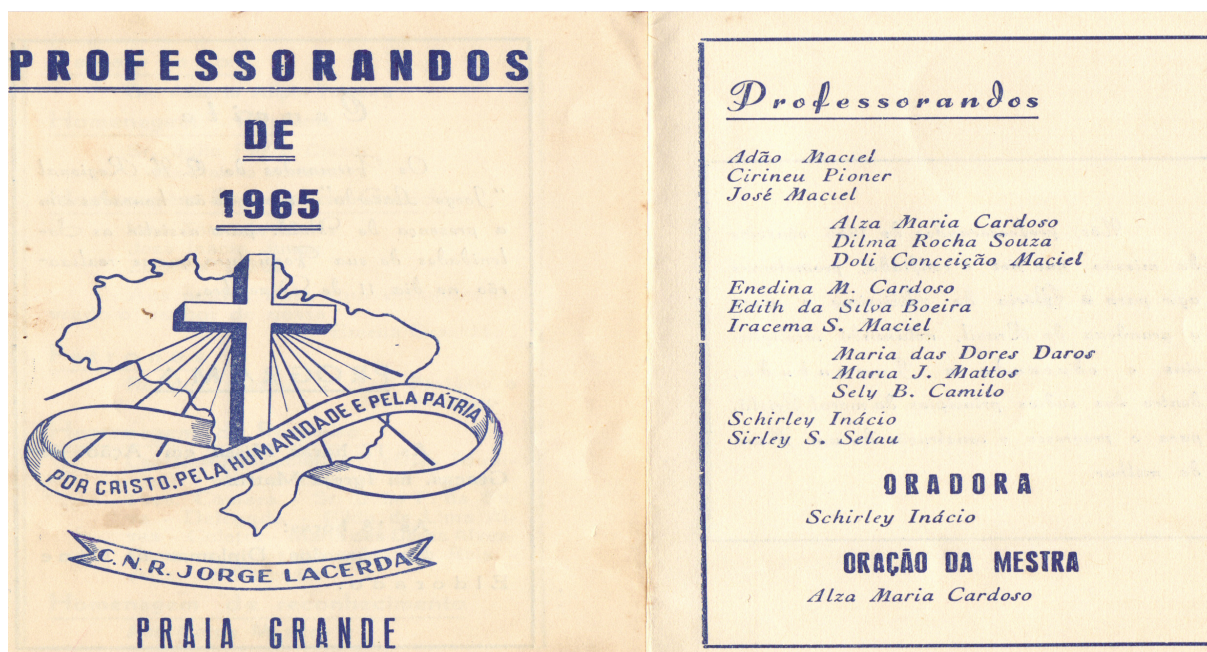 PROFESSORANDOS
DE
1965
POR CRISTO, PELA HUMANIDADE E PELA PÁTRIA
C.N.R. JORGE LACERDA
PRAIA GRANDE
Professorandos
Adão Maciel
Cirineu Pioner
José Maciel
Alza Maria Cardoso
Dilma Rocha Souza
Doli Conceição Maciel
Enedina M. Cardoso
Edith da Silva Boeira
Iracema S. Maciel
Maria das Dores Daros
Maria J. Mattos
Sely B. Camilo
Schirley Inácio
Sirley S. Selau
ORADORA
Schirley Inácio
ORAÇÃO DA MESTRA
Alza Maria Cardoso